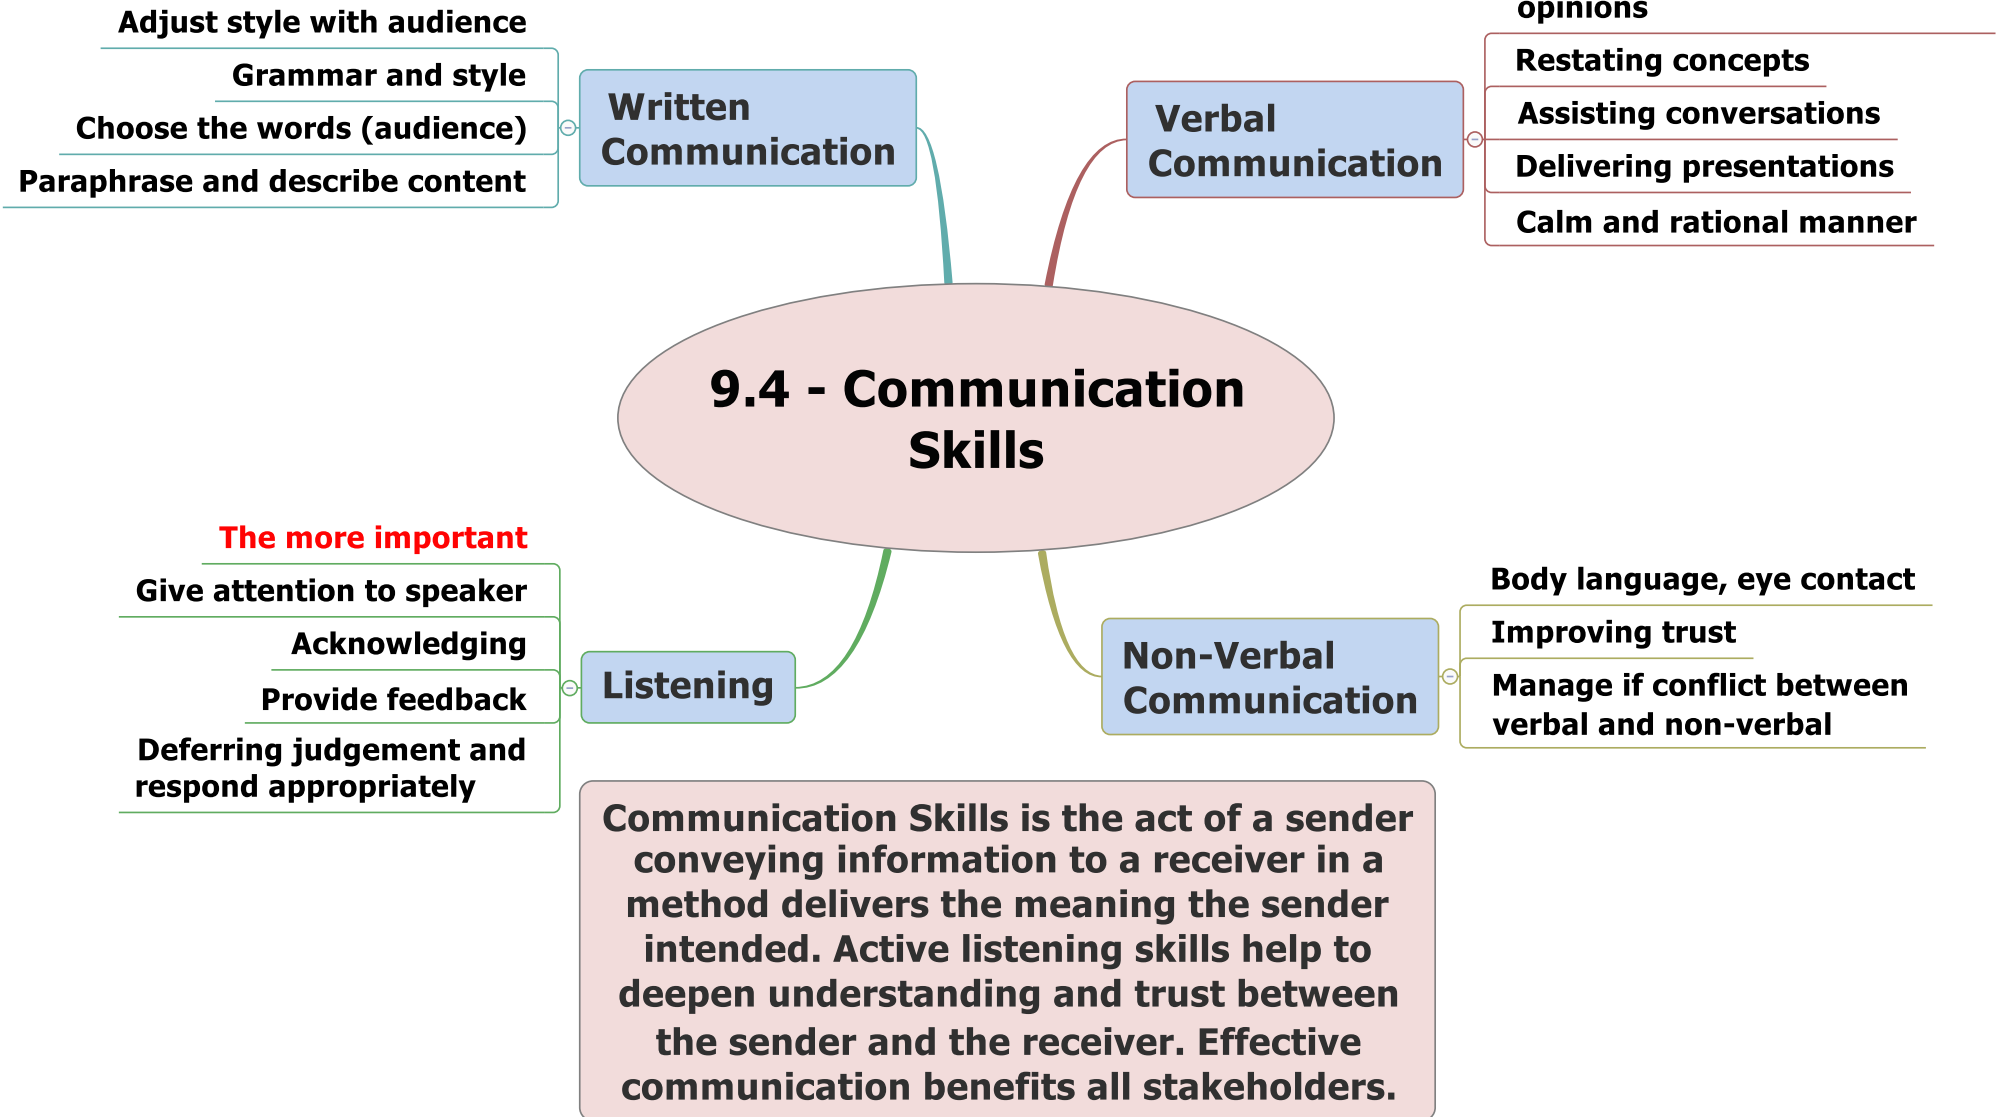 Adjust style with audience
Grammar and style
Choose the words (audience)
Paraphrase and describe content
Written
Communication
opinions
Restating concepts
Assisting conversations
Delivering presentations
Calm and rational manner
Verbal
Communication
9.4 - Communication
Skills
The more important
Give attention to speaker
Acknowledging
Provide feedback
Deferring judgement and
respond appropriately
Listening
Body language, eye contact
Improving trust
Manage if conflict between
verbal and non-verbal
Non-Verbal
Communication
Communication Skills is the act of a sender
conveying information to a receiver in a
method delivers the meaning the sender
intended. Active listening skills help to
deepen understanding and trust between
the sender and the receiver. Effective
communication benefits all stakeholders.